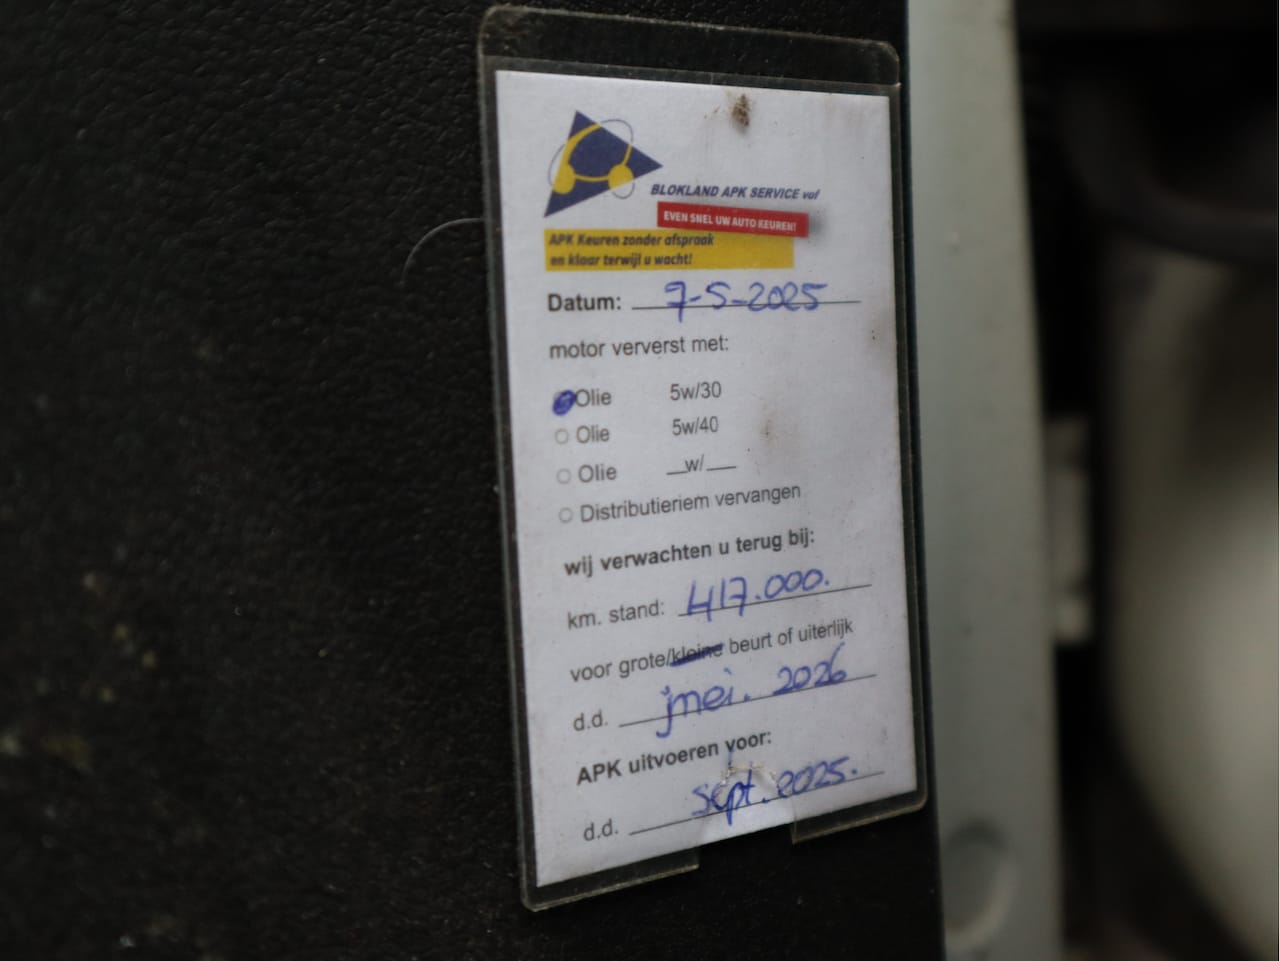 BLOKLAND APK SERVICE vof
EVEN SNEL UW AUTO KEUREN!
APK Keuren zonder afspraak
en klaar terwijl u wacht!
Datum: 7-5-2025
motor ververst met:
Olie 5w/30
Olie 5w/40
Olie __w/__
Distributieriem vervangen
wij verwachten u terug bij:
km. stand: 417.000.
voor grote/kleine beurt of uiterlijk
d.d. mei. 2026
APK uitvoeren voor:
d.d. sept. 2025.